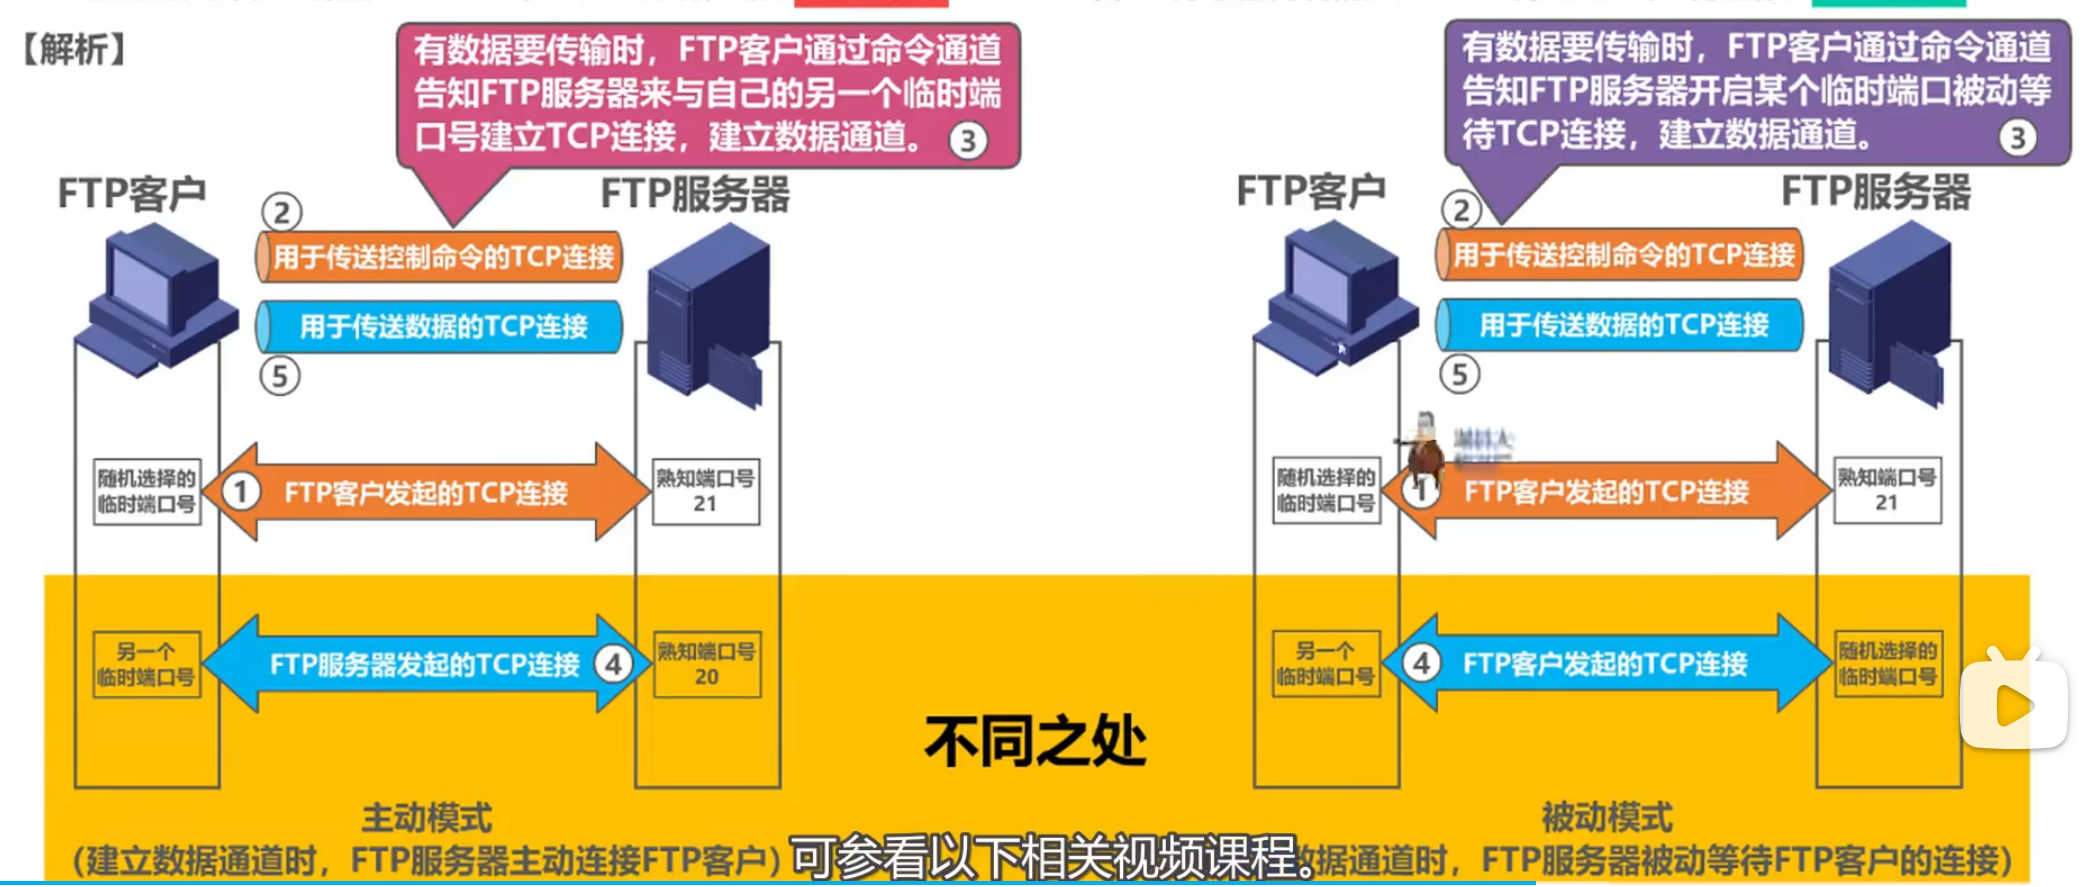 【解析】
有数据要传输时，FTP客户通过命令通道
告知FTP服务器来与自己的另一个临时端
口号建立TCP连接，建立数据通道。 ③
FTP客户
FTP服务器
②
用于传送控制命令的TCP连接
用于传送数据的TCP连接
⑤
随机选择的
临时端口号
① FTP客户发起的TCP连接
熟知端口号
21
另一个
临时端口号
FTP服务器发起的TCP连接 ④
熟知端口号
20
主动模式
（建立数据通道时，FTP服务器主动连接FTP客户）
有数据要传输时，FTP客户通过命令通道
告知FTP服务器开启某个临时端口被动等
待TCP连接，建立数据通道。 ③
FTP客户
FTP服务器
②
用于传送控制命令的TCP连接
用于传送数据的TCP连接
⑤
随机选择的
临时端口号
① FTP客户发起的TCP连接
熟知端口号
21
另一个
临时端口号
④ FTP客户发起的TCP连接
随机选择的
临时端口号
被动模式
数据通道时，FTP服务器被动等待FTP客户的连接）
不同之处
可参看以下相关视频课程。